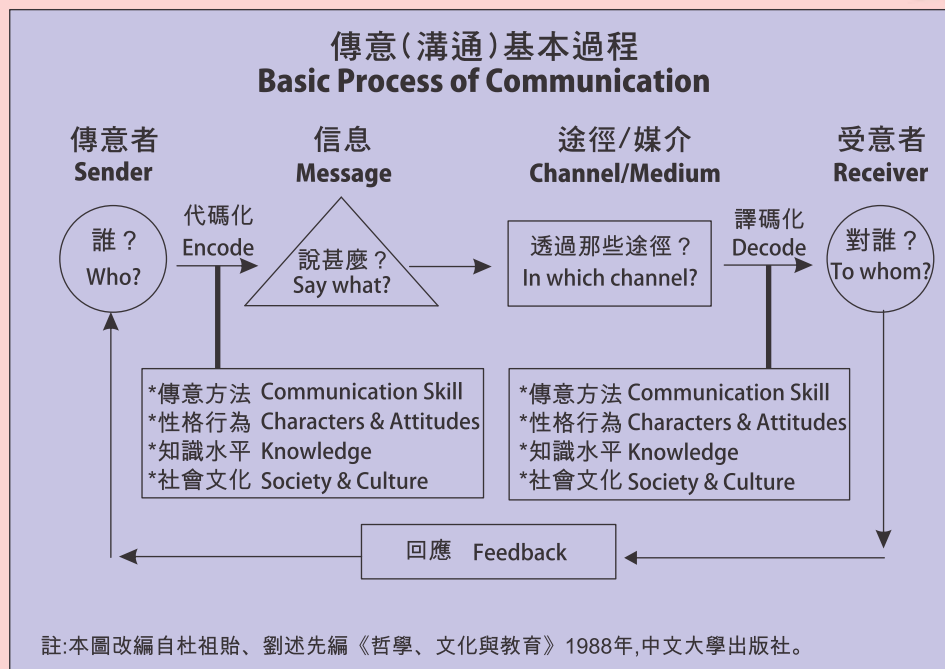 傳意(溝通)基本過程
Basic Process of Communication
傳意者
Sender
信息
Message
途徑/媒介
Channel/Medium
受意者
Receiver
誰？
Who?
代碼化
Encode
說甚麼？
Say what?
透過那些途徑？
In which channel?
譯碼化
Decode
對誰？
To whom?
*傳意方法 Communication Skill
*性格行為 Characters & Attitudes
*知識水平 Knowledge
*社會文化 Society & Culture
*傳意方法 Communication Skill
*性格行為 Characters & Attitudes
*知識水平 Knowledge
*社會文化 Society & Culture
回應 Feedback
註:本圖改編自杜祖貽、劉述先編《哲學、文化與教育》1988年,中文大學出版社。